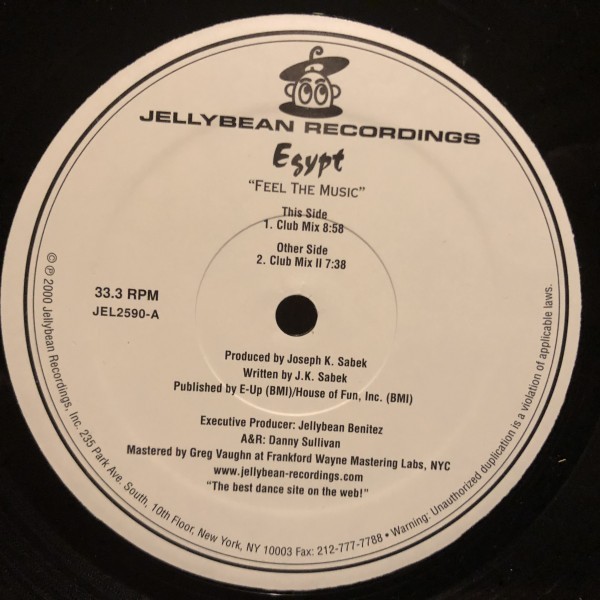 JELLYBEAN RECORDINGS
Egypt
"FEEL THE MUSIC"
This Side
1. Club Mix 8:58
Other Side
2. Club Mix II 7:38
33.3 RPM
JEL2590-A
Produced by Joseph K. Sabek
Written by J.K. Sabek
Published by E-Up (BMI)/House of Fun, Inc. (BMI)
Executive Producer: Jellybean Benitez
A&R: Danny Sullivan
Mastered by Greg Vaughn at Frankford Wayne Mastering Labs, NYC
www.jellybean-recordings.com
"The best dance site on the web!"
© ℗ 2000 Jellybean Recordings, Inc. 235 Park Ave. South, 10th Floor, New York, NY 10003 Fax: 212-777-7788 • Warning: Unauthorized duplication is a violation of applicable laws.